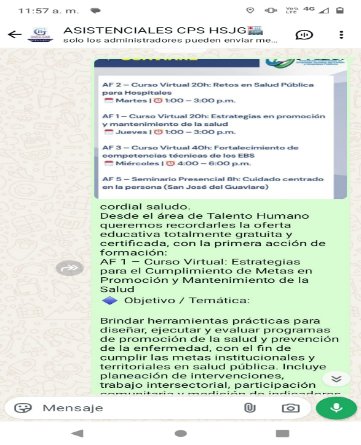 11:57 a. m.
4G
ASISTENCIALES CPS HSJG
solo los administradores pueden enviar me...
AF 2 – Curso Virtual 20h: Retos en Salud Pública
para Hospitales
Martes | 1:00 – 3:00 p.m.
AF 1 – Curso Virtual 20h: Estrategias en promoción
y mantenimiento de la salud
Jueves | 1:00 – 3:00 p.m.
AF 3 – Curso Virtual 40h: Fortalecimiento de
competencias técnicas de los EBS
Miércoles | 4:00 – 6:00 p.m.
AF 5 – Seminario Presencial 8h: Cuidado centrado
en la persona (San José del Guaviare)
cordial saludo.
Desde el área de Talento Humano
queremos recordarles la oferta
educativa totalmente gratuita y
certificada, con la primera acción de
formación:
AF 1 – Curso Virtual: Estrategias
para el Cumplimiento de Metas en
Promoción y Mantenimiento de la
Salud
Objetivo / Temática:
Brindar herramientas prácticas para
diseñar, ejecutar y evaluar programas
de promoción de la salud y prevención
de la enfermedad, con el fin de
cumplir las metas institucionales y
territoriales en salud pública. Incluye
planeación de intervenciones,
trabajo intersectorial, participación
comunitaria y medición de indicadores
Mensaje